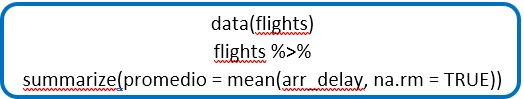 data(flights)
flights %>%
summarize(promedio = mean(arr_delay, na.rm = TRUE))